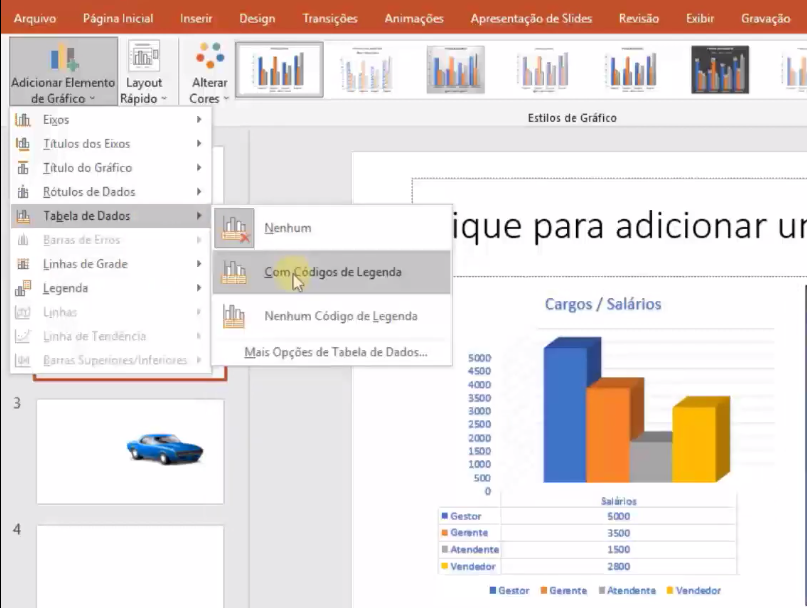 Arquivo Página Inicial Inserir Design Transições Animações Apresentação de Slides Revisão Exibir Gravação
Adicionar Elemento de Gráfico
Layout Rápido
Alterar Cores
Estilos de Gráfico
Eixos
Títulos dos Eixos
Título do Gráfico
Rótulos de Dados
Tabela de Dados
Barras de Erros
Linhas de Grade
Legenda
Linhas
Linha de Tendência
Barras Superiores/Inferiores
Nenhum
Com Códigos de Legenda
Nenhum Código de Legenda
Mais Opções de Tabela de Dados...
3
4
ique para adicionar ur
Cargos / Salários
5000
4500
4000
3500
3000
2500
2000
1500
1000
500
0
Salários
Gestor 5000
Gerente 3500
Atendente 1500
Vendedor 2800
Gestor Gerente Atendente Vendedor